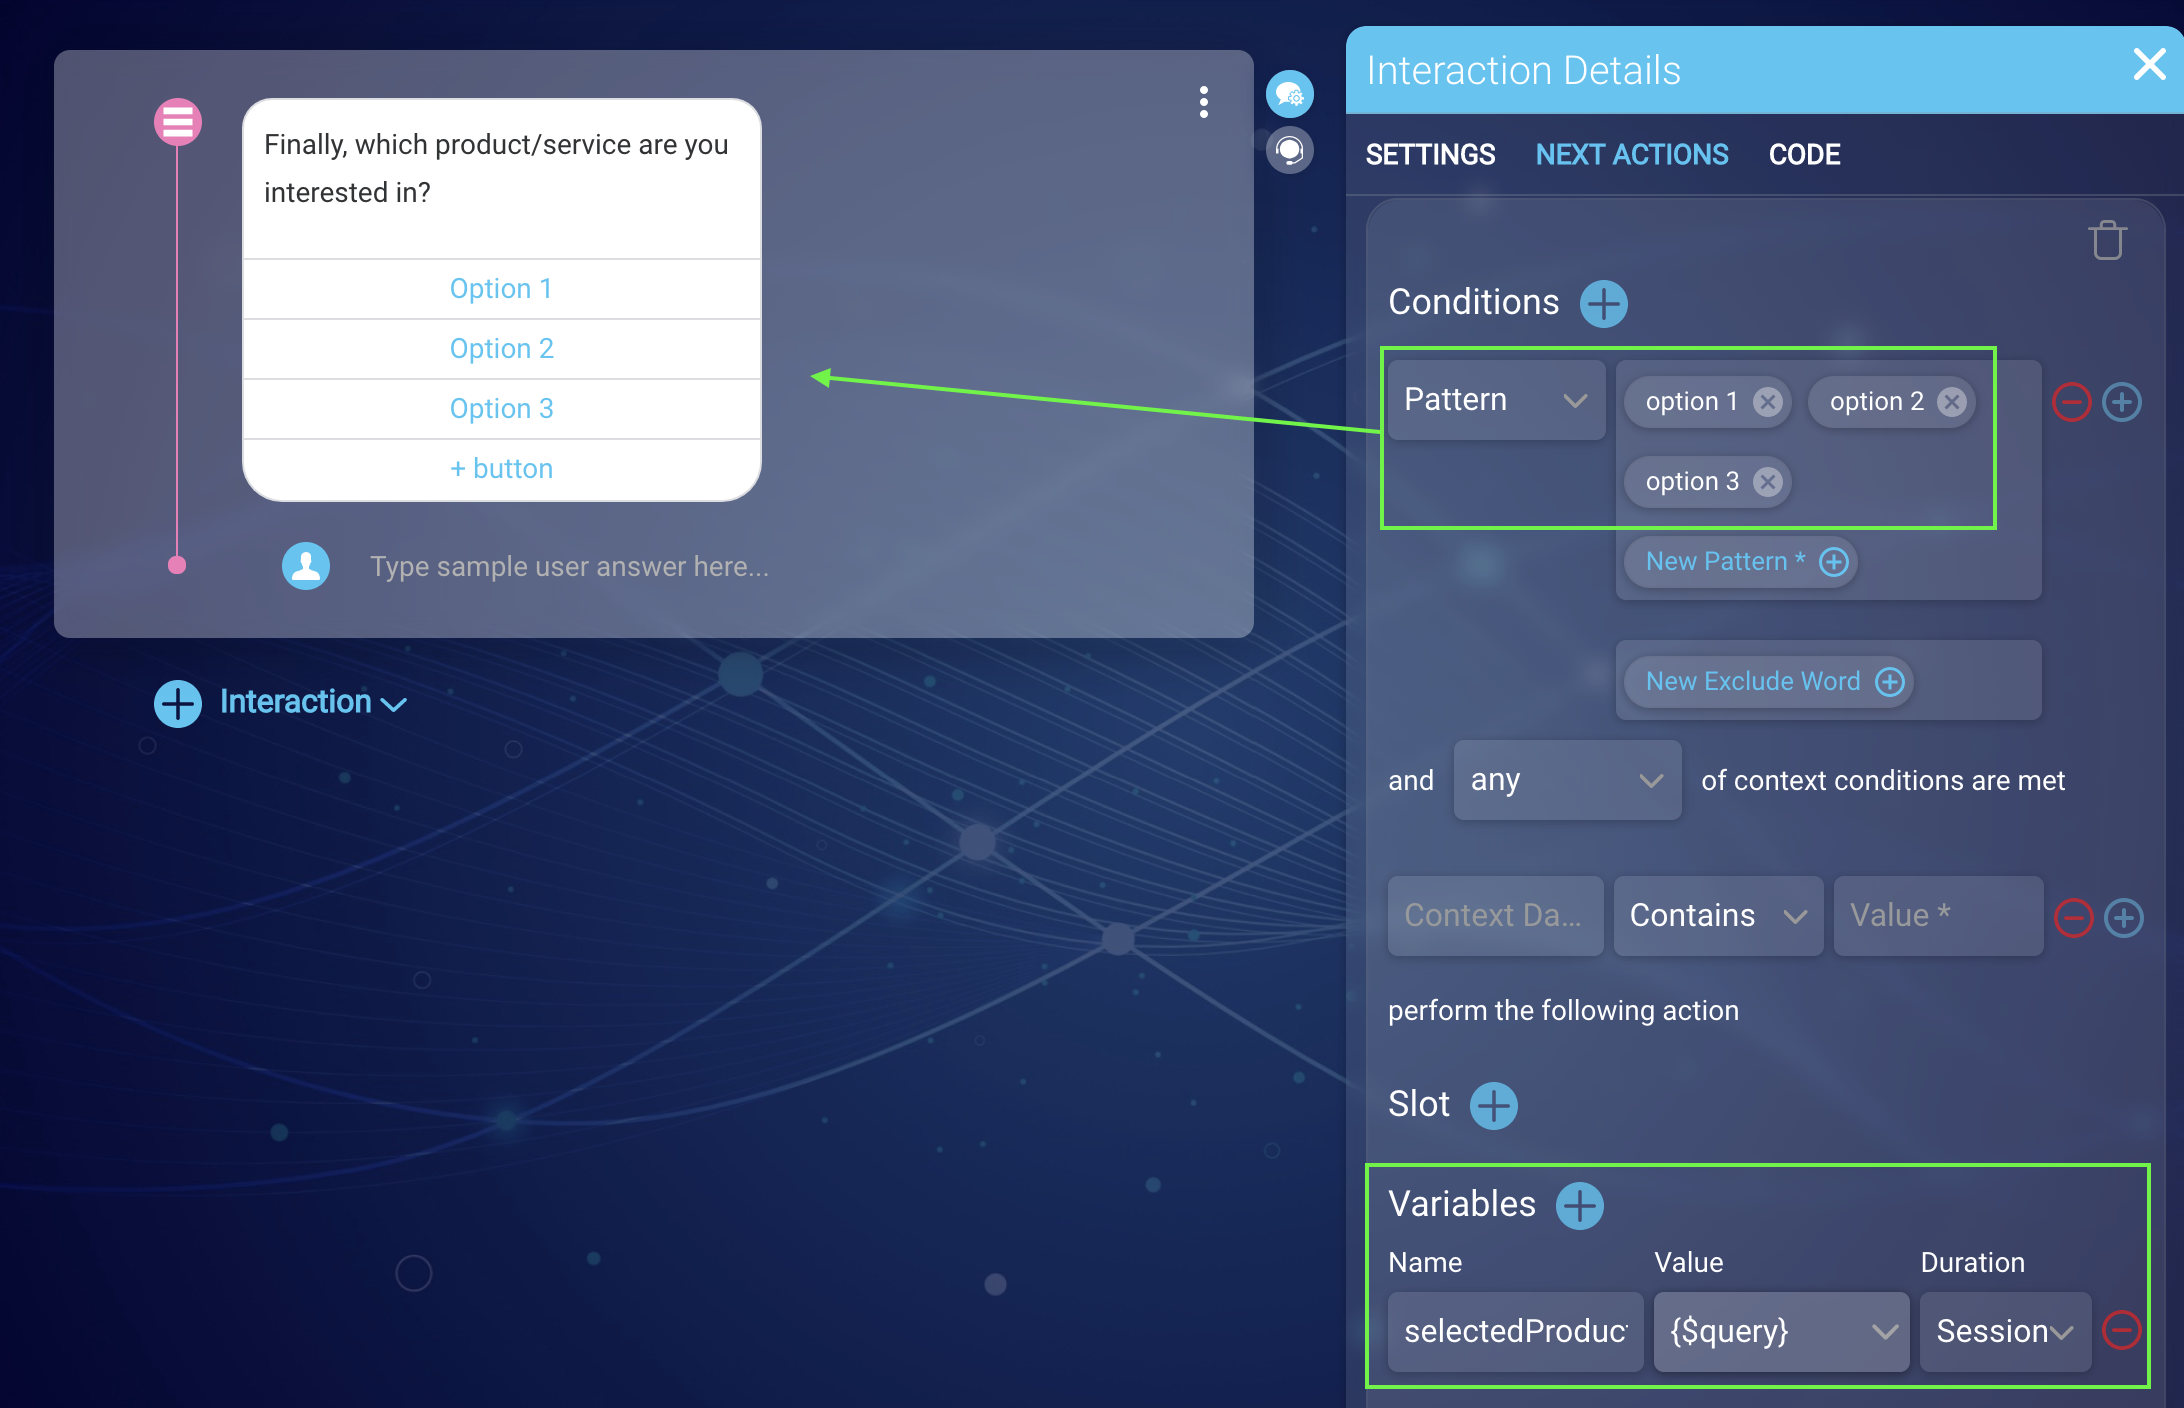 Finally, which product/service are you
interested in?
Option 1
Option 2
Option 3
+ button
Type sample user answer here...
Interaction
Interaction Details
SETTINGS NEXT ACTIONS CODE
Conditions
Pattern option 1 option 2
option 3
New Pattern *
New Exclude Word
and any of context conditions are met
Context Da... Contains Value *
perform the following action
Slot
Variables
Name Value Duration
selectedProduc {$query} Session